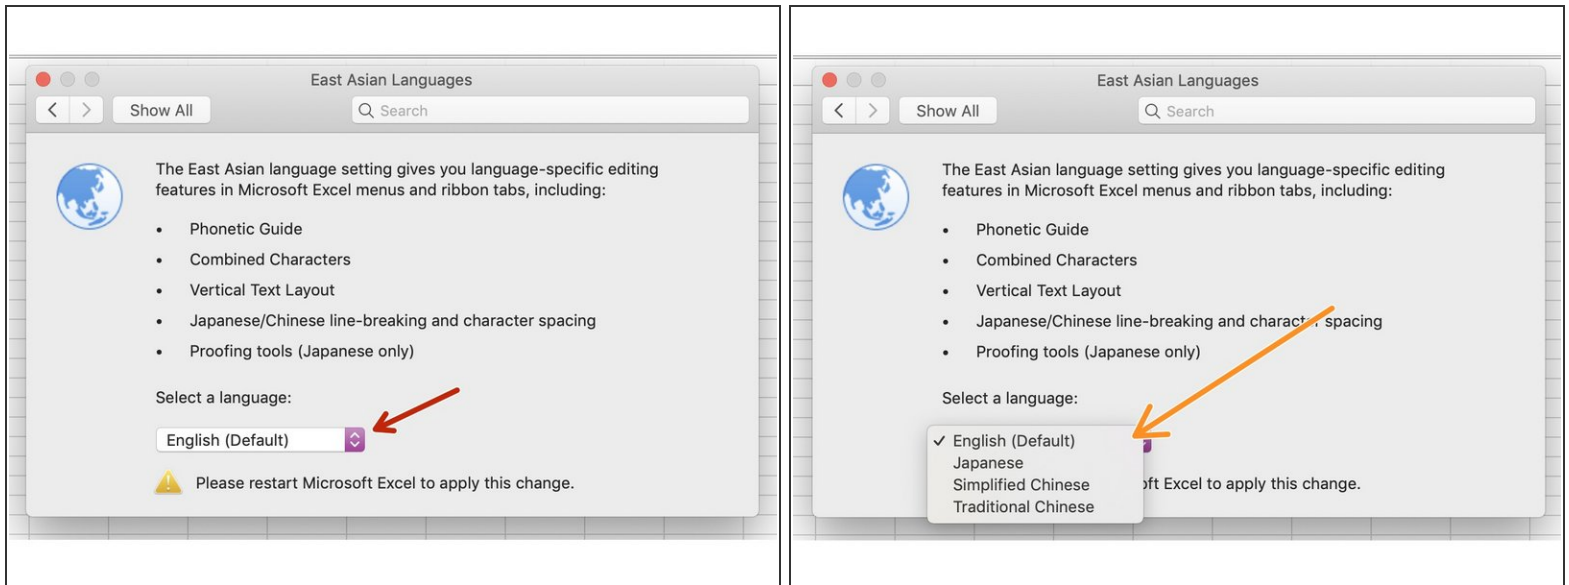 East Asian Languages
Show All
Search
The East Asian language setting gives you language-specific editing
features in Microsoft Excel menus and ribbon tabs, including:
• Phonetic Guide
• Combined Characters
• Vertical Text Layout
• Japanese/Chinese line-breaking and character spacing
• Proofing tools (Japanese only)
Select a language:
English (Default)
Please restart Microsoft Excel to apply this change.
East Asian Languages
Show All
Search
The East Asian language setting gives you language-specific editing
features in Microsoft Excel menus and ribbon tabs, including:
• Phonetic Guide
• Combined Characters
• Vertical Text Layout
• Japanese/Chinese line-breaking and character spacing
• Proofing tools (Japanese only)
Select a language:
✓ English (Default)
Japanese
Simplified Chinese
ft Excel to apply this change.
Traditional Chinese